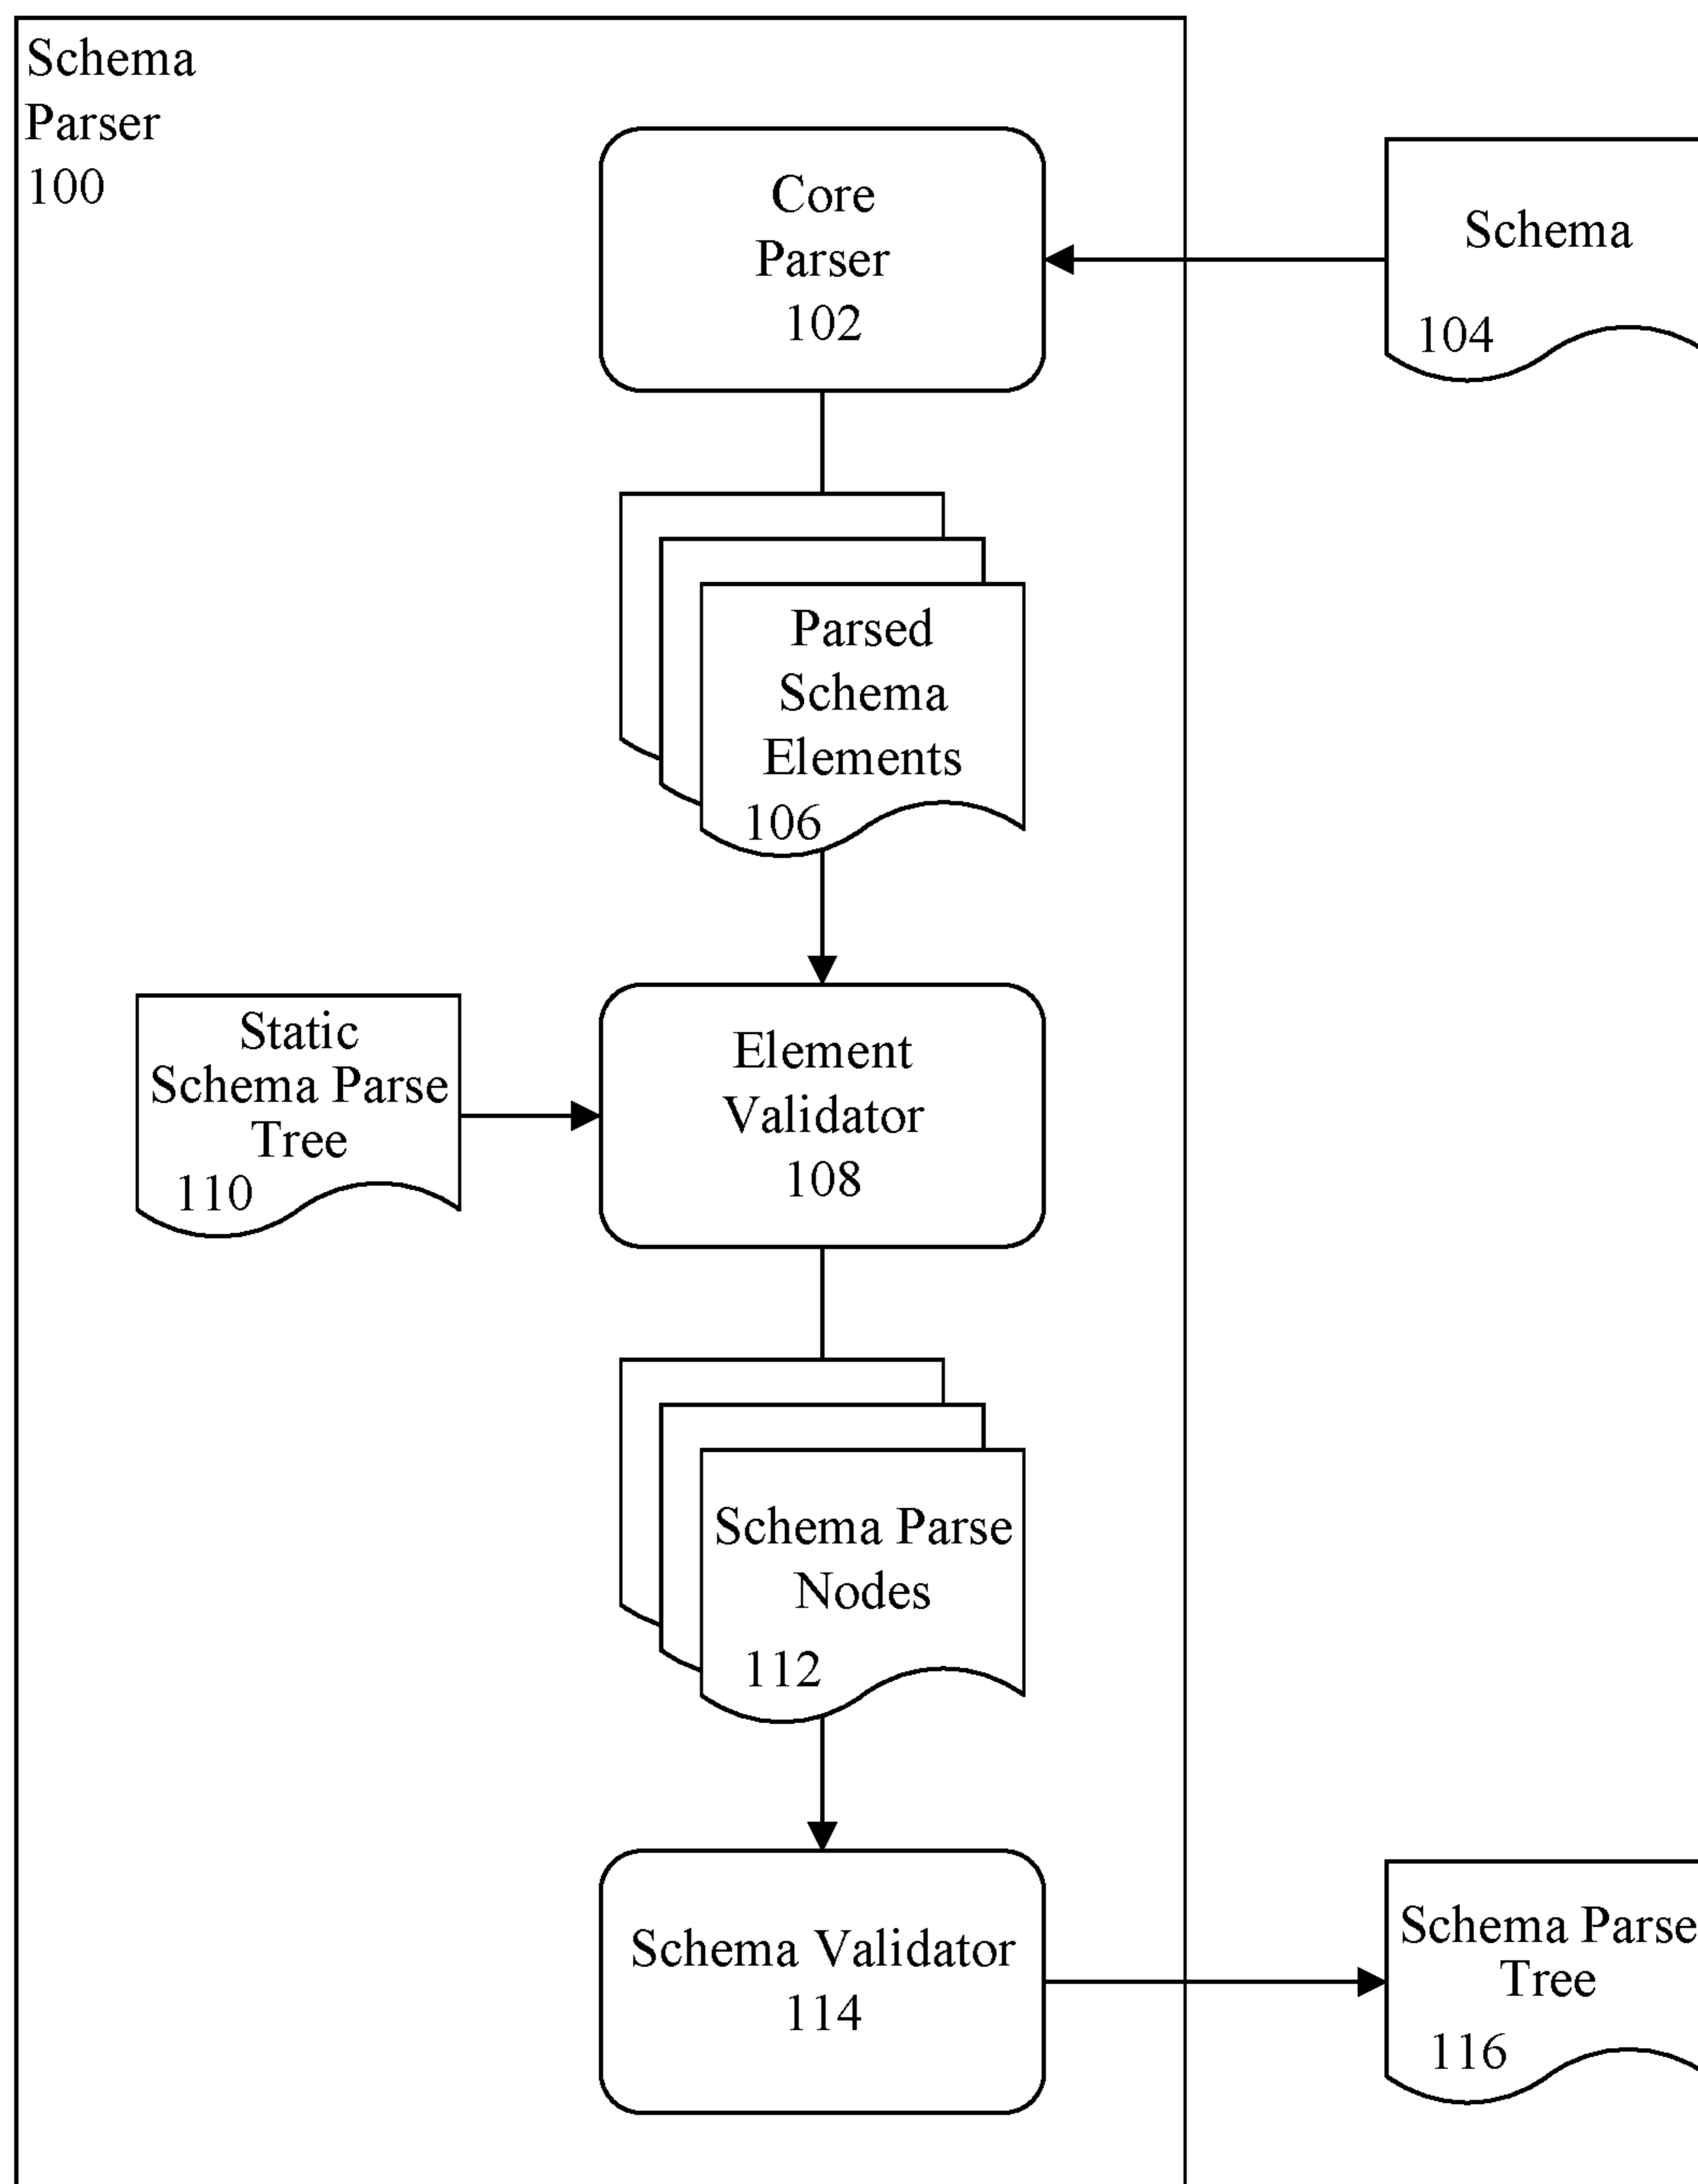 Schema
Parser
100
Core
Parser
102
Schema
104
Parsed
Schema
Elements
106
Static
Schema Parse
Tree
110
Element
Validator
108
Schema Parse
Nodes
112
Schema Validator
114
Schema Parse
Tree
116